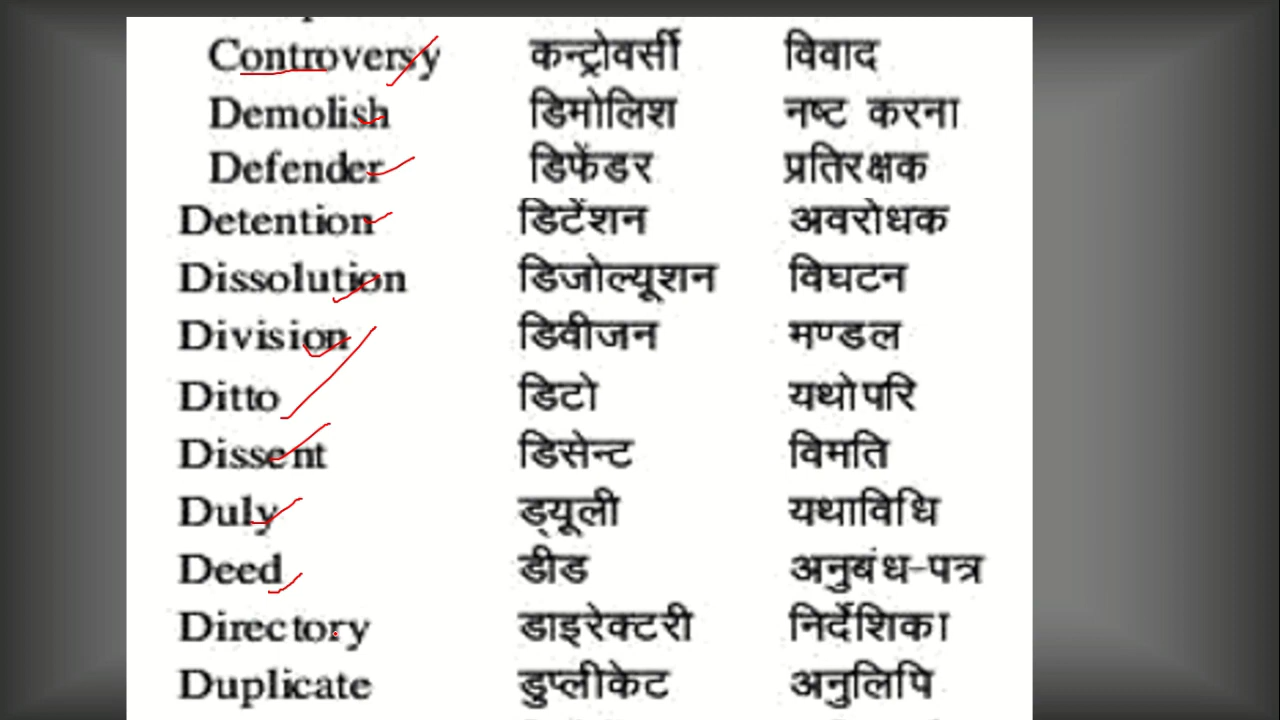 Controversy कन्ट्रोवर्सी विवाद
Demolish डिमोलिश नष्ट करना
Defender डिफेंडर प्रतिरक्षक
Detention डिटेंशन अवरोधक
Dissolution डिजोल्यूशन विघटन
Division डिवीजन मण्डल
Ditto डिटो यथोपरि
Dissent डिसेन्ट विमति
Duly ड्यूली यथाविधि
Deed डीड अनुबंध-पत्र
Directory डाइरेक्टरी निर्देशिका
Duplicate डुप्लीकेट अनुलिपि